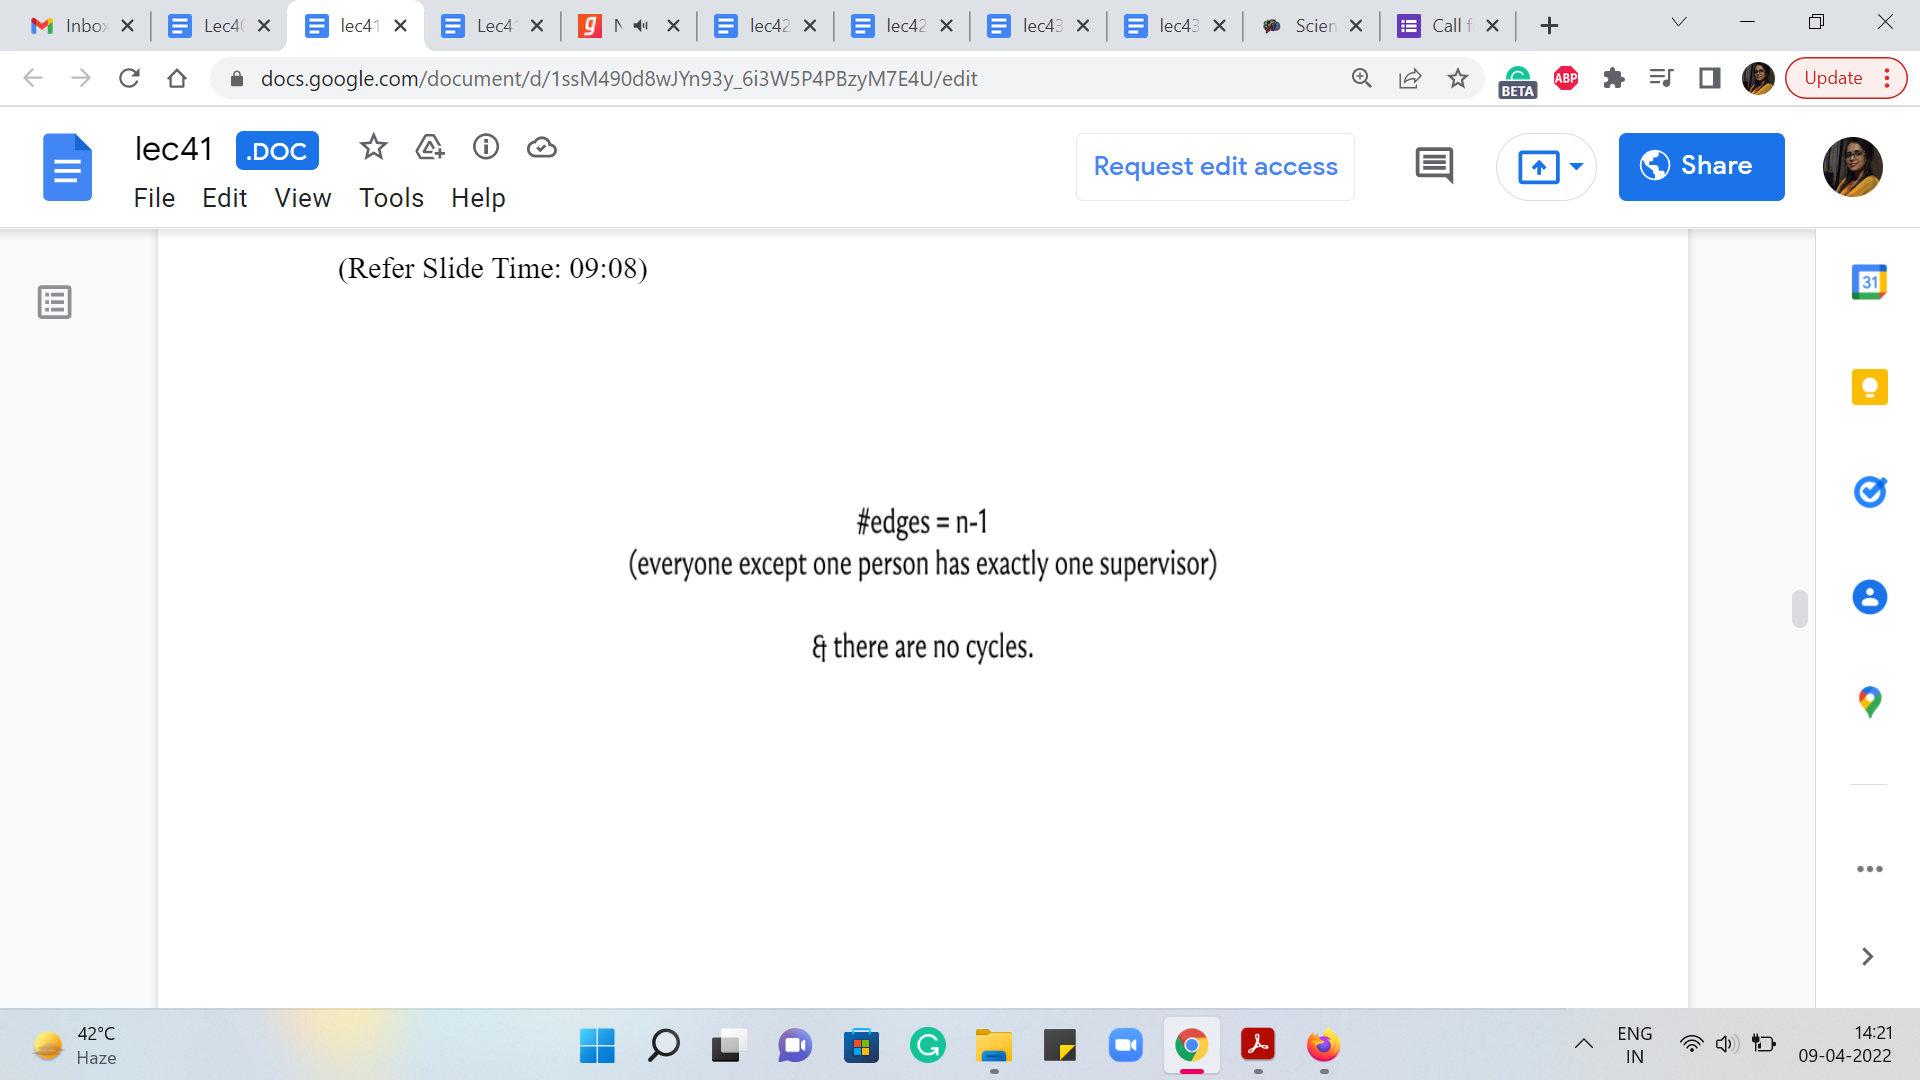 Inbox
Lec40
lec41
Lec41
N
lec42
lec42
lec43
lec43
Scien
Call f
docs.google.com/document/d/1ssM490d8wJYn93y_6i3W5P4PBzyM7E4U/edit
BETA
ABP
Update
lec41
.DOC
File Edit View Tools Help
Request edit access
Share
31
(Refer Slide Time: 09:08)
#edges = n-1
(everyone except one person has exactly one supervisor)
& there are no cycles.
42°C
Haze
ENG
IN
14:21
09-04-2022